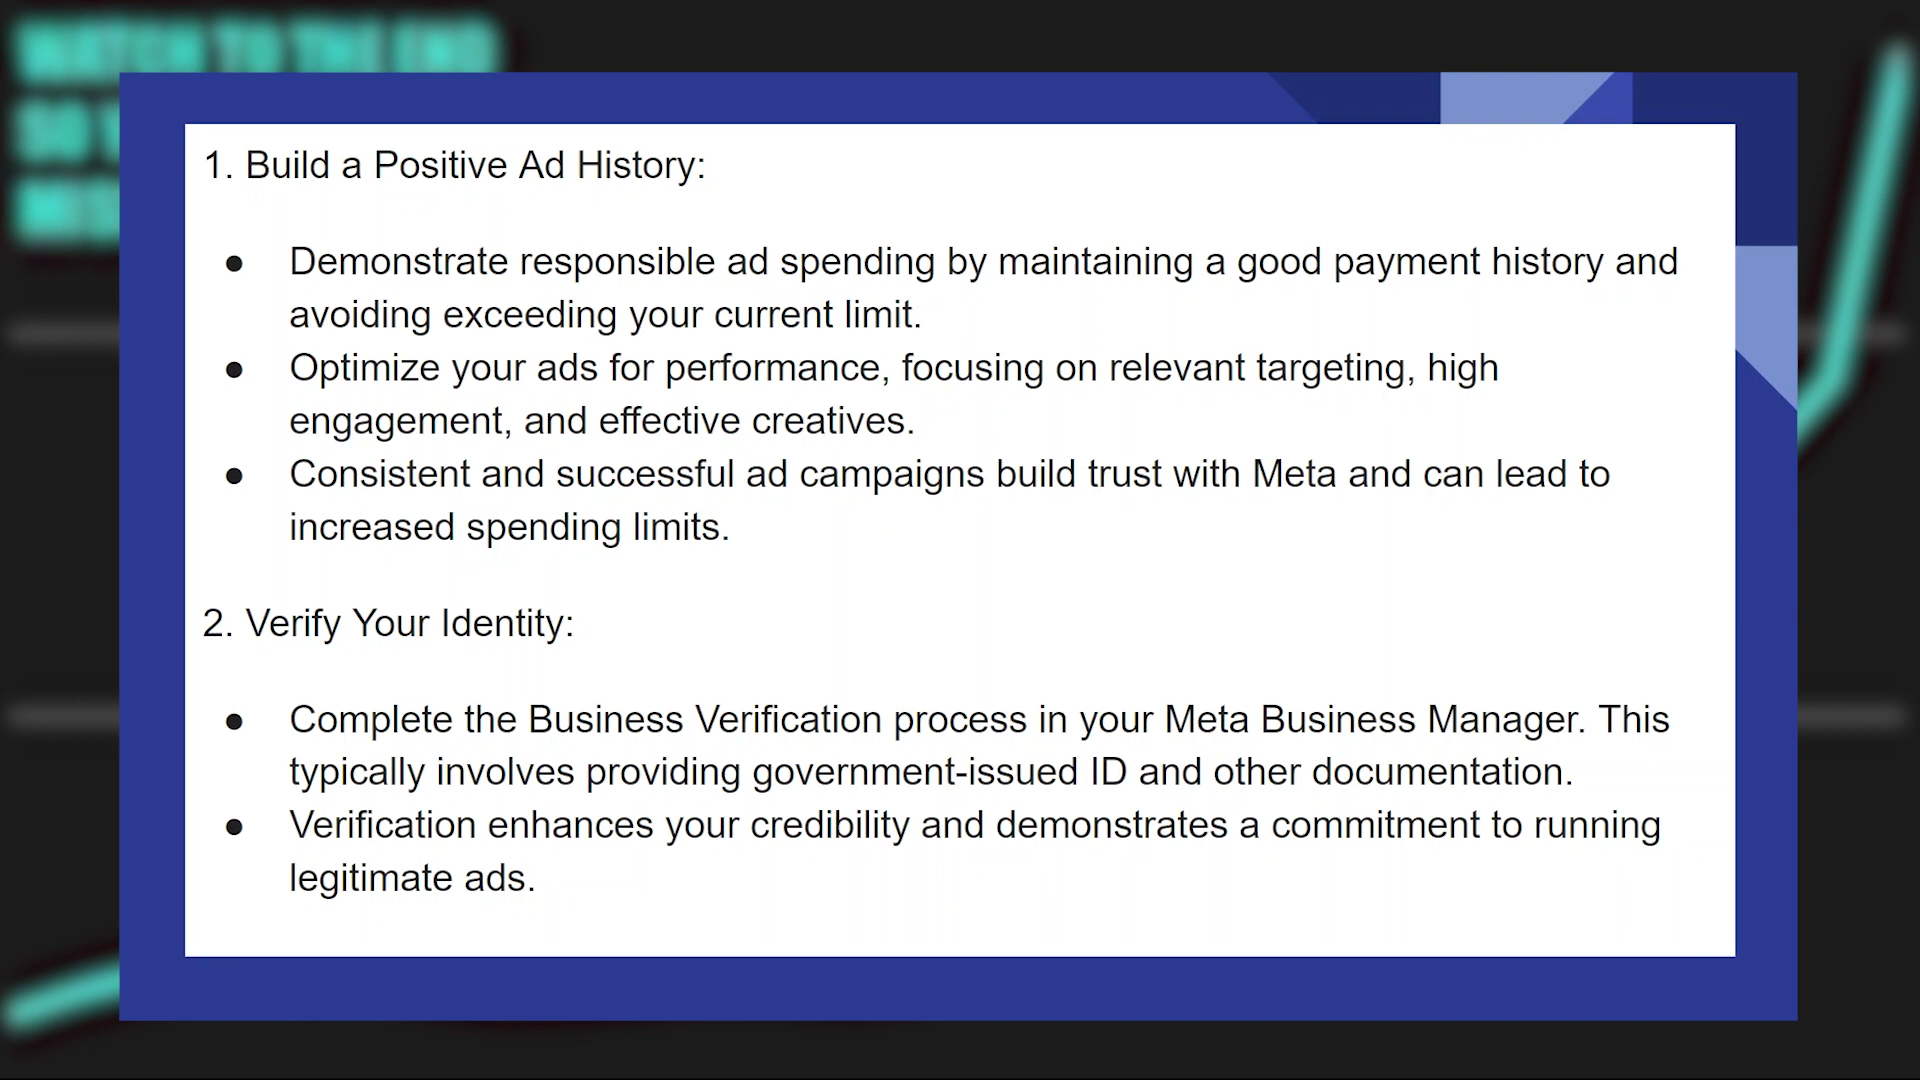 WATCH TO THE END
1. Build a Positive Ad History:
● Demonstrate responsible ad spending by maintaining a good payment history and
avoiding exceeding your current limit.
● Optimize your ads for performance, focusing on relevant targeting, high
engagement, and effective creatives.
● Consistent and successful ad campaigns build trust with Meta and can lead to
increased spending limits.
2. Verify Your Identity:
● Complete the Business Verification process in your Meta Business Manager. This
typically involves providing government-issued ID and other documentation.
● Verification enhances your credibility and demonstrates a commitment to running
legitimate ads.